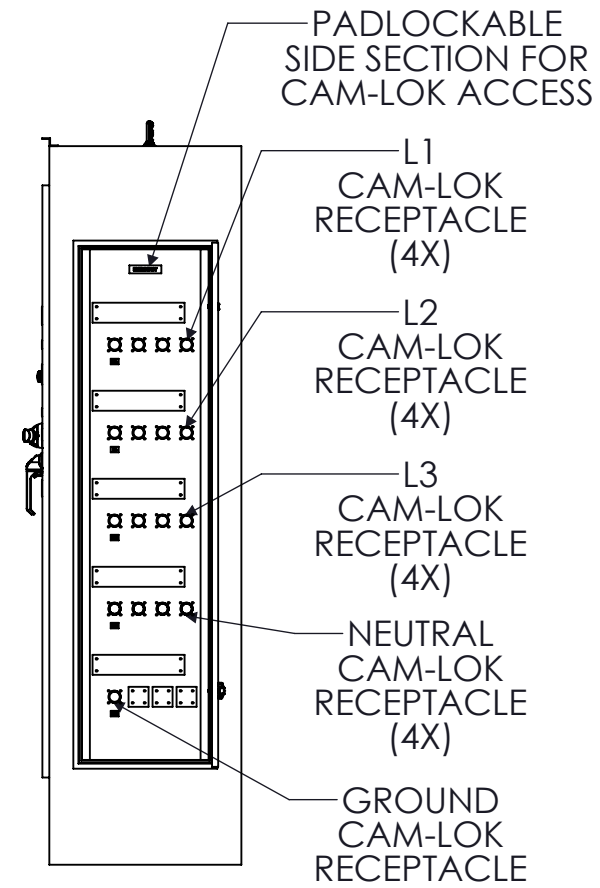 PADLOCKABLE
SIDE SECTION FOR
CAM-LOK ACCESS
L1
CAM-LOK
RECEPTACLE
(4X)
L2
CAM-LOK
RECEPTACLE
(4X)
L3
CAM-LOK
RECEPTACLE
(4X)
NEUTRAL
CAM-LOK
RECEPTACLE
(4X)
GROUND
CAM-LOK
RECEPTACLE